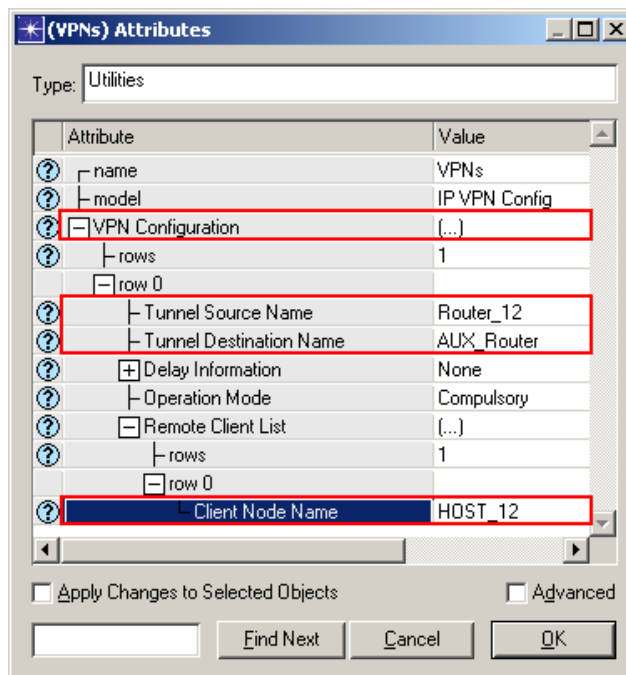 (VPNs) Attributes
Type: Utilities
Attribute Value
? name VPNs
? model IP VPN Config
? VPN Configuration (...)
? rows 1
row 0
? Tunnel Source Name Router_12
? Tunnel Destination Name AUX_Router
? Delay Information None
? Operation Mode Compulsory
? Remote Client List (...)
? rows 1
row 0
? Client Node Name HOST_12
Apply Changes to Selected Objects Advanced
Find Next Cancel OK